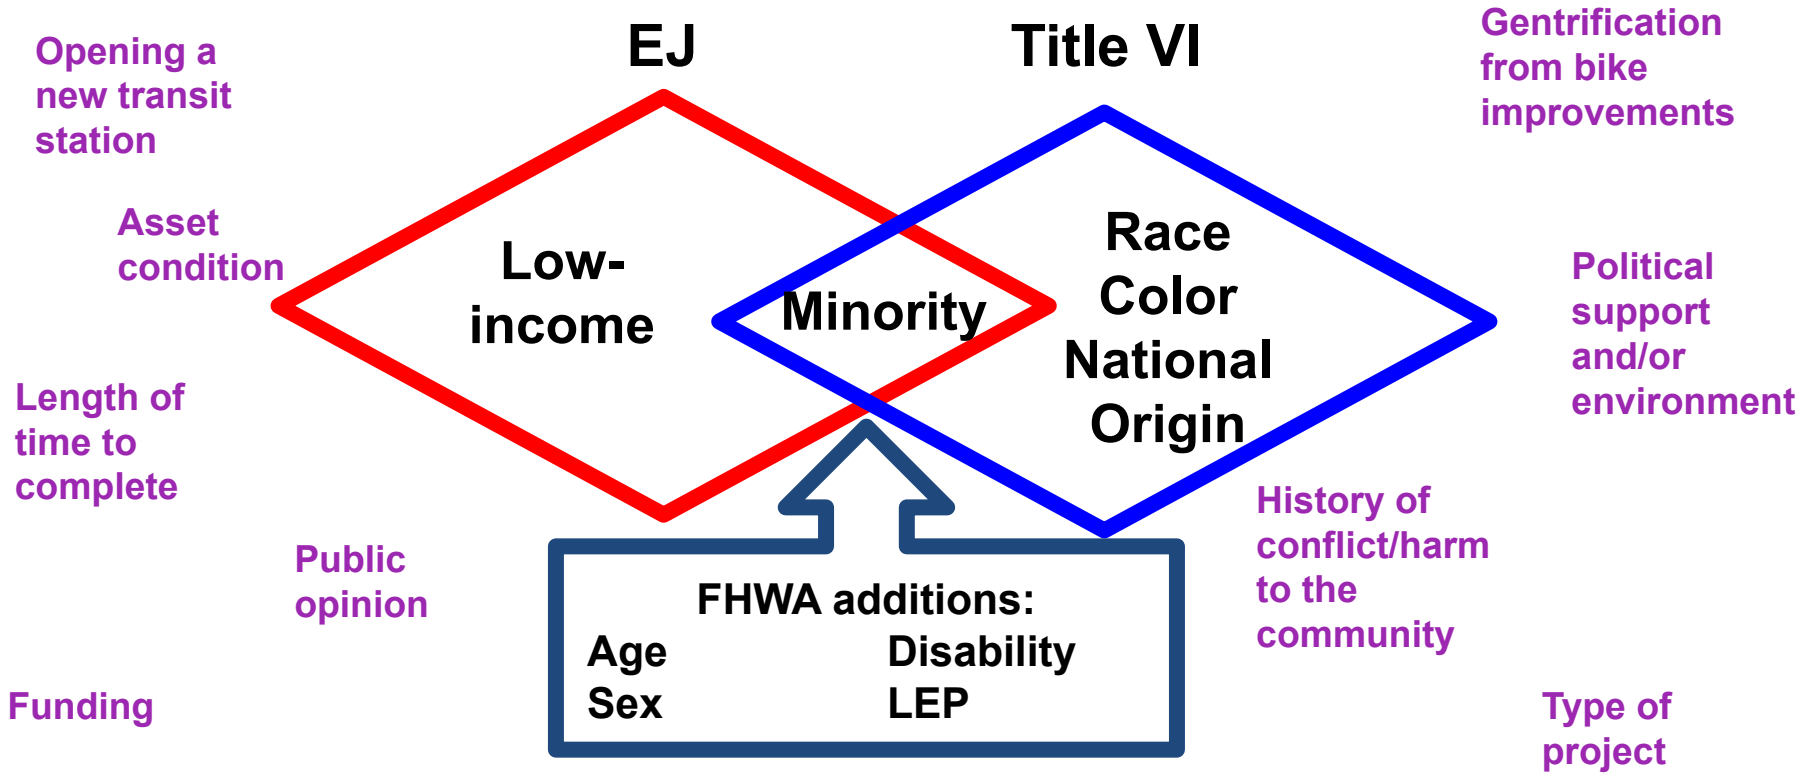 EJ
Title VI
Opening a
new transit
station
Gentrification
from bike
improvements
Asset
condition
Low-
income
Minority
Race
Color
National
Origin
Political
support
and/or
environment
Length of
time to
complete
Public
opinion
History of
conflict/harm
to the
community
FHWA additions:
Age Disability
Sex LEP
Funding
Type of
project